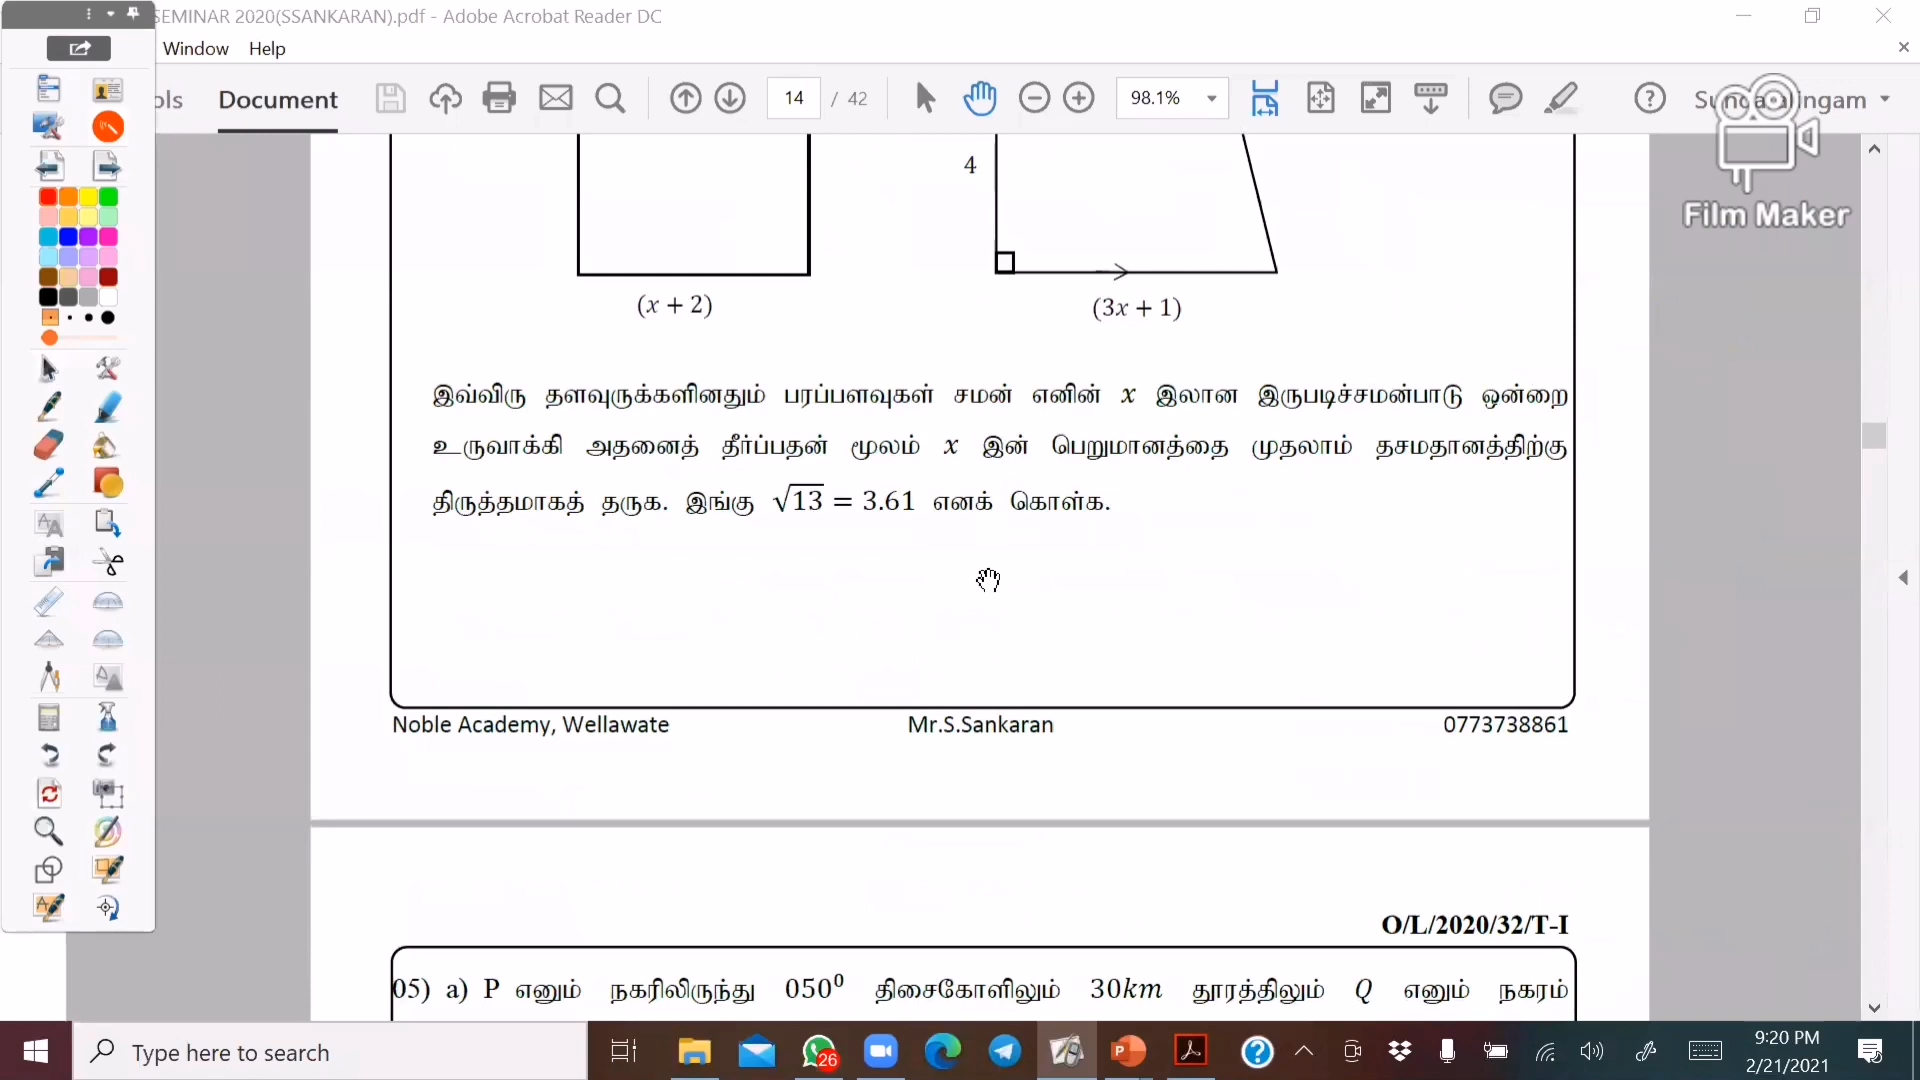 SEMINAR 2020(SSANKARAN).pdf - Adobe Acrobat Reader DC
Window Help
ols Document 14 / 42 98.1%
Film Maker
4
(x + 2)
(3x + 1)
இவ்விரு தளவுருக்களினதும் பரப்பளவுகள் சமன் எனின் x இலான இருபடிச்சமன்பாடு ஒன்றை
உருவாக்கி அதனைத் தீர்ப்பதன் மூலம் x இன் பெறுமானத்தை முதலாம் தசமதானத்திற்கு
திருத்தமாகத் தருக. இங்கு √13 = 3.61 எனக் கொள்க.
Noble Academy, Wellawate Mr.S.Sankaran 0773738861
O/L/2020/32/T-I
05) a) P எனும் நகரிலிருந்து 050⁰ திசைகோளிலும் 30km தூரத்திலும் Q எனும் நகரம்
Type here to search
26
9:20 PM
2/21/2021